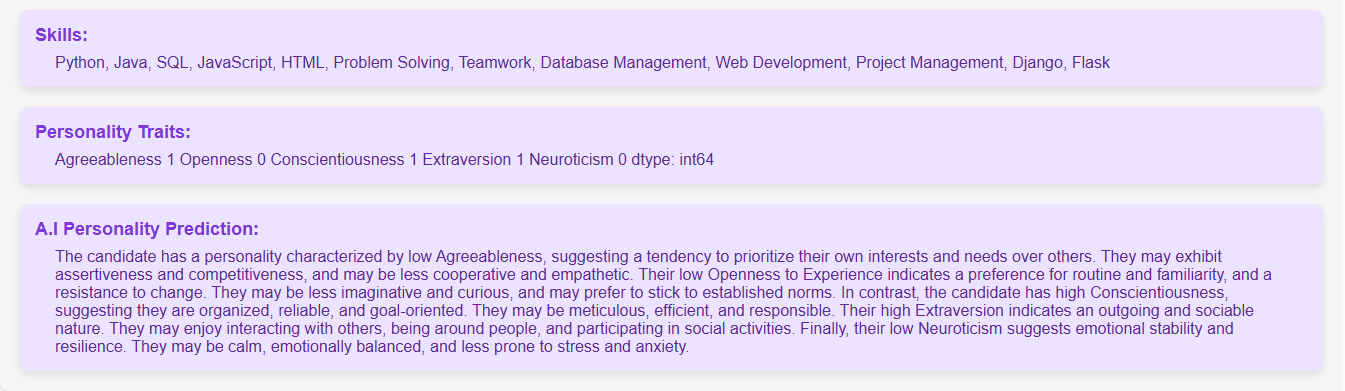 Skills:
Python, Java, SQL, JavaScript, HTML, Problem Solving, Teamwork, Database Management, Web Development, Project Management, Django, Flask
Personality Traits:
Agreeableness 1 Openness 0 Conscientiousness 1 Extraversion 1 Neuroticism 0 dtype: int64
A.I Personality Prediction:
The candidate has a personality characterized by low Agreeableness, suggesting a tendency to prioritize their own interests and needs over others. They may exhibit
assertiveness and competitiveness, and may be less cooperative and empathetic. Their low Openness to Experience indicates a preference for routine and familiarity, and a
resistance to change. They may be less imaginative and curious, and may prefer to stick to established norms. In contrast, the candidate has high Conscientiousness,
suggesting they are organized, reliable, and goal-oriented. They may be meticulous, efficient, and responsible. Their high Extraversion indicates an outgoing and sociable
nature. They may enjoy interacting with others, being around people, and participating in social activities. Finally, their low Neuroticism suggests emotional stability and
resilience. They may be calm, emotionally balanced, and less prone to stress and anxiety.